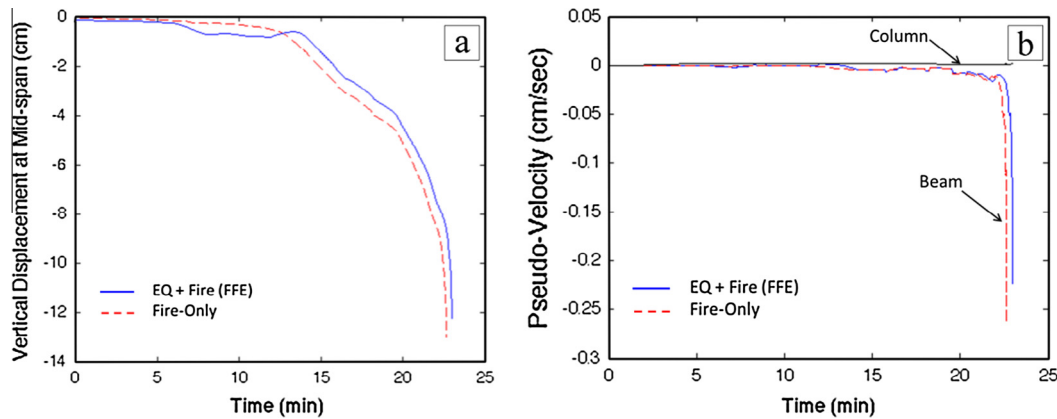 Vertical Displacement at Mid-span (cm)
0
-2
-4
-6
-8
-10
-12
-14
a
EQ + Fire (FFE)
Fire-Only
0 5 10 15 20 25
Time (min)
Pseudo-Velocity (cm/sec)
0.05
0
-0.05
-0.1
-0.15
-0.2
-0.25
-0.3
b
Column
Beam
EQ + Fire (FFE)
Fire-Only
0 5 10 15 20 25
Time (min)